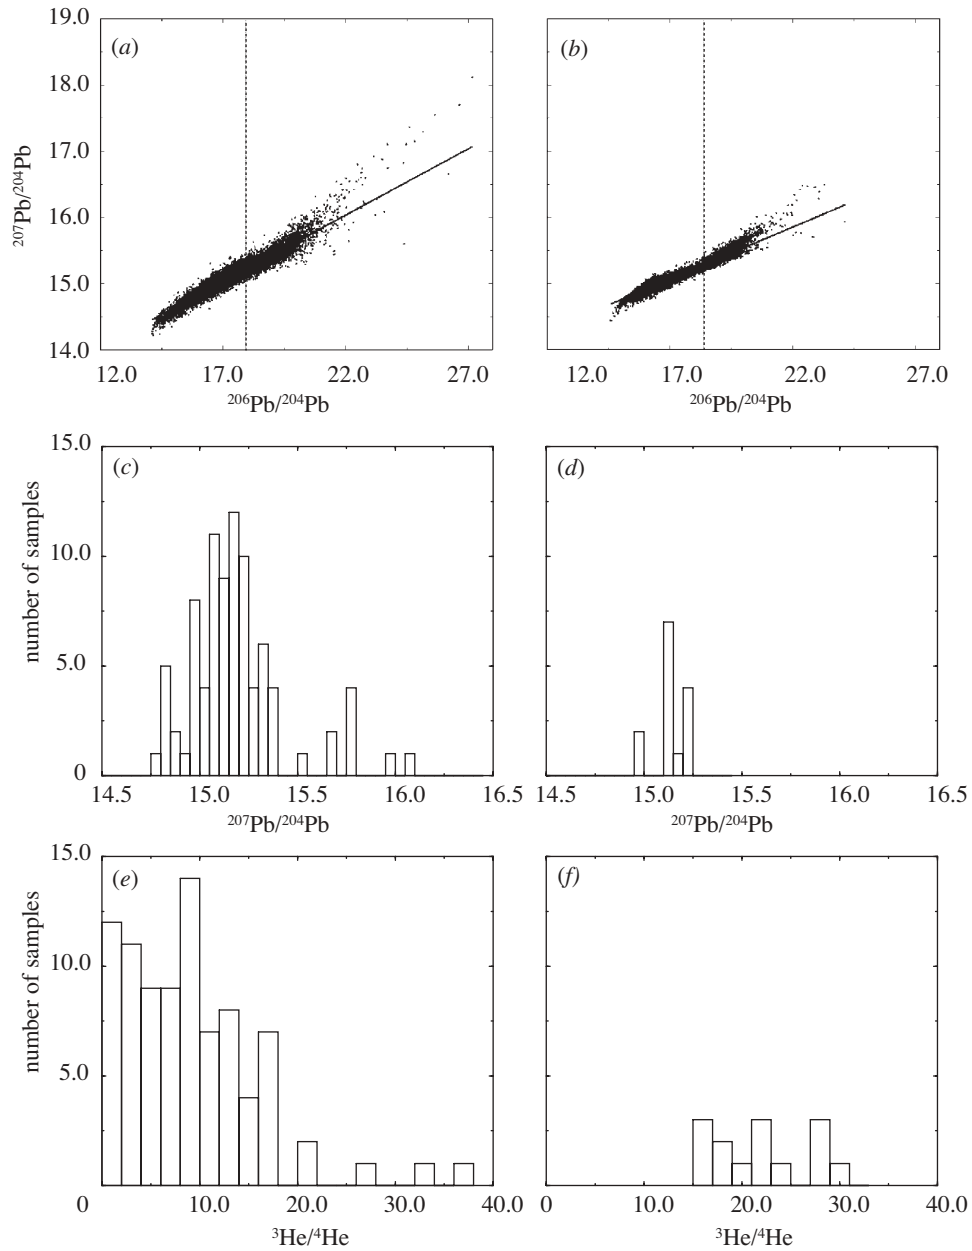 19.0
18.0
17.0
16.0
15.0
14.0
²⁰⁷Pb/²⁰⁴Pb
(a)
(b)
12.0 17.0 22.0 27.0
12.0 17.0 22.0 27.0
²⁰⁶Pb/²⁰⁴Pb
²⁰⁶Pb/²⁰⁴Pb
15.0
10.0
5.0
0
number of samples
(c)
(d)
14.5 15.0 15.5 16.0 16.5
14.5 15.0 15.5 16.0 16.5
²⁰⁷Pb/²⁰⁴Pb
²⁰⁷Pb/²⁰⁴Pb
15.0
10.0
5.0
number of samples
(e)
(f)
0 10.0 20.0 30.0 40.0
0 10.0 20.0 30.0 40.0
³He/⁴He
³He/⁴He